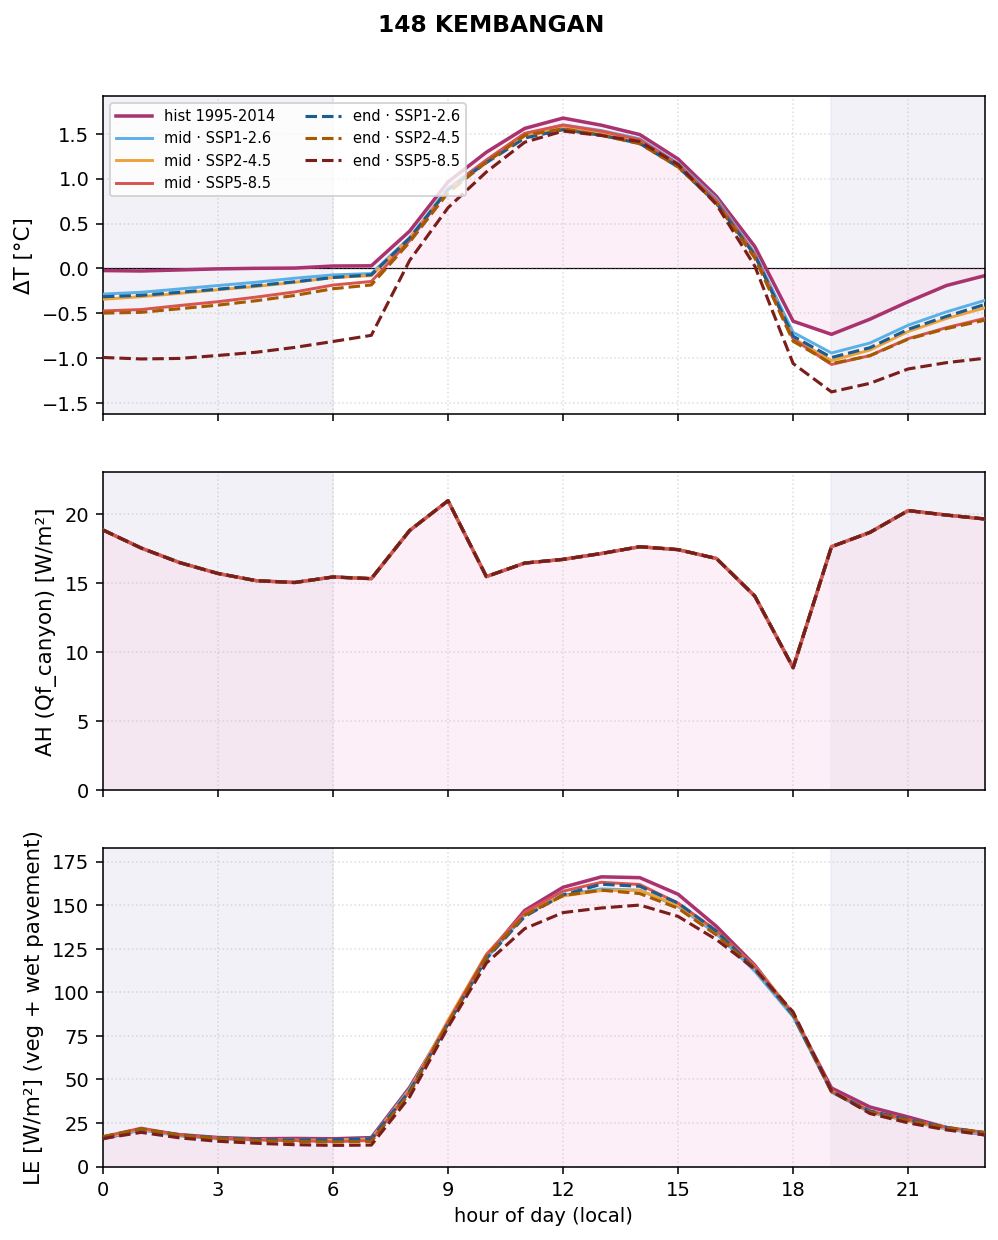 148 KEMBANGAN
hist 1995-2014
mid · SSP1-2.6
mid · SSP2-4.5
mid · SSP5-8.5
end · SSP1-2.6
end · SSP2-4.5
end · SSP5-8.5
ΔT [°C]
1.5
1.0
0.5
0.0
−0.5
−1.0
−1.5
AH (Qf_canyon) [W/m²]
20
15
10
5
0
LE [W/m²] (veg + wet pavement)
175
150
125
100
75
50
25
0
0 3 6 9 12 15 18 21
hour of day (local)